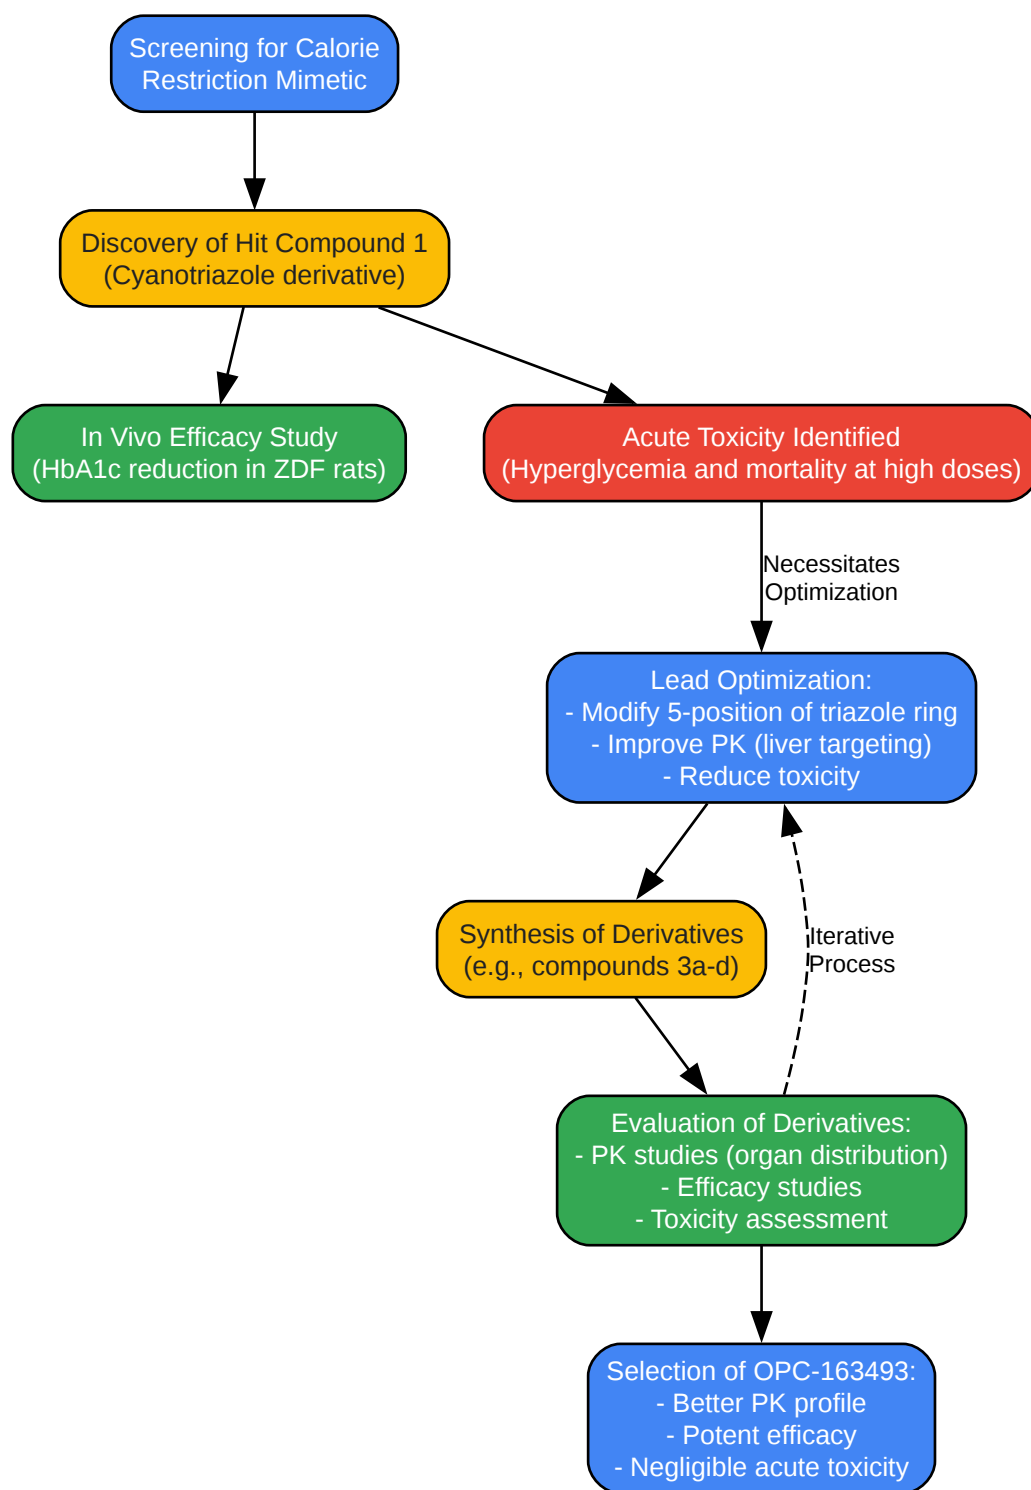 Screening for Calorie
Restriction Mimetic
Discovery of Hit Compound 1
(Cyanotriazole derivative)
In Vivo Efficacy Study
(HbA1c reduction in ZDF rats)
Acute Toxicity Identified
(Hyperglycemia and mortality at high doses)
Necessitates
Optimization
Lead Optimization:
- Modify 5-position of triazole ring
- Improve PK (liver targeting)
- Reduce toxicity
Synthesis of Derivatives
(e.g., compounds 3a-d)
Iterative
Process
Evaluation of Derivatives:
- PK studies (organ distribution)
- Efficacy studies
- Toxicity assessment
Selection of OPC-163493:
- Better PK profile
- Potent efficacy
- Negligible acute toxicity